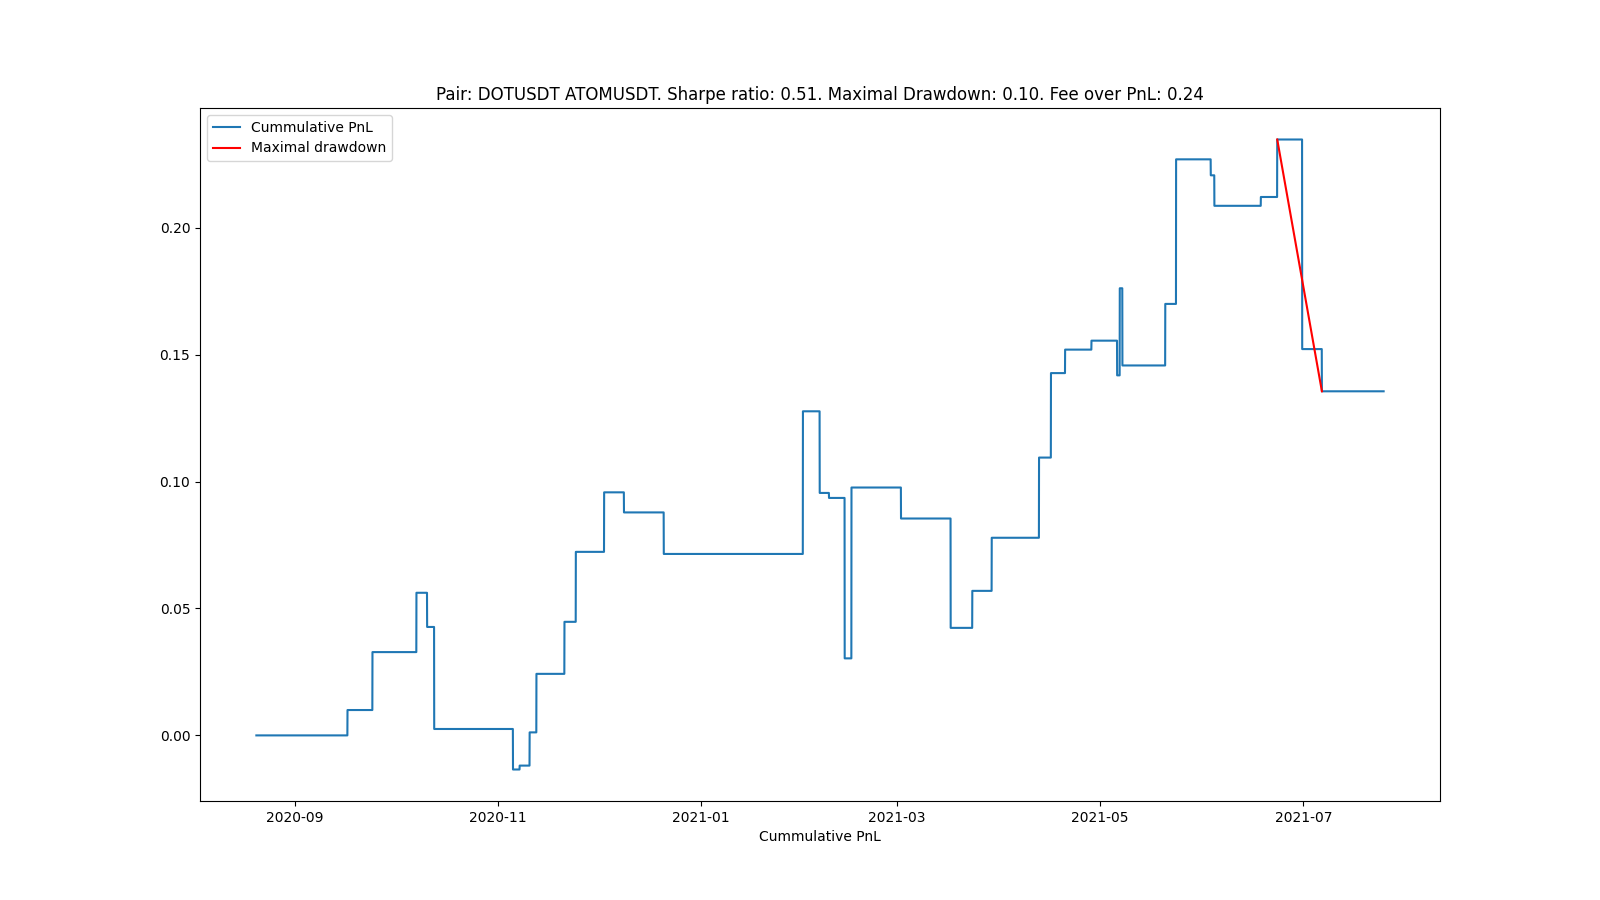 Pair: DOTUSDT ATOMUSDT. Sharpe ratio: 0.51. Maximal Drawdown: 0.10. Fee over PnL: 0.24
Cummulative PnL
Maximal drawdown
0.20
0.15
0.10
0.05
0.00
2020-09 2020-11 2021-01 2021-03 2021-05 2021-07
Cummulative PnL